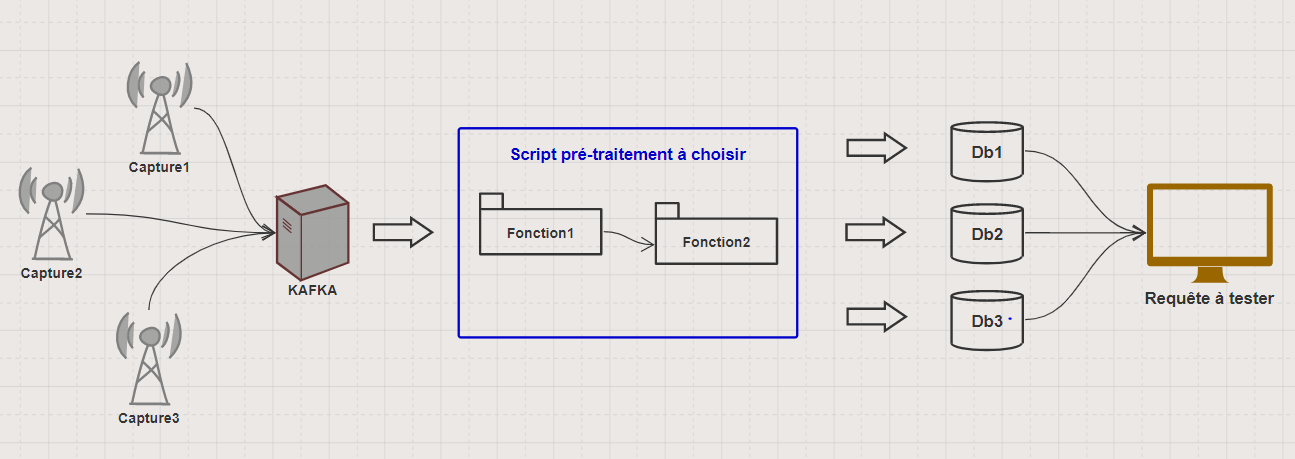 Capture1
Capture2
Capture3
KAFKA
Script pré-traitement à choisir
Fonction1
Fonction2
Db1
Db2
Db3
Requête à tester